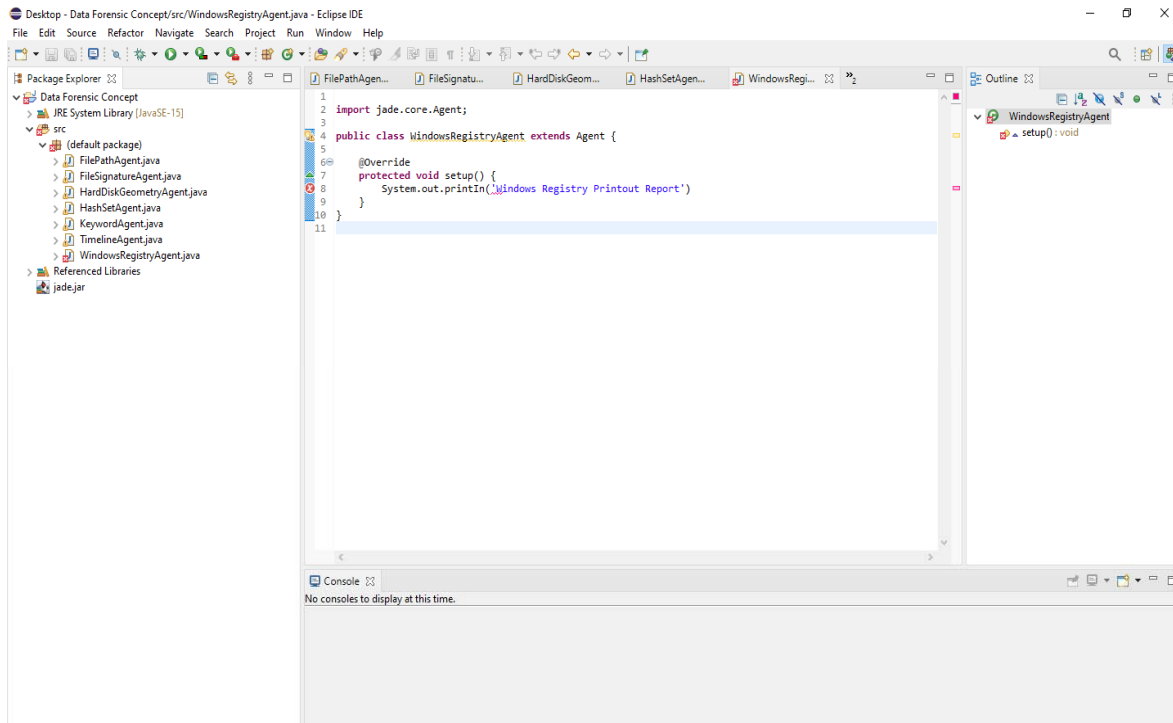 Desktop - Data Forensic Concept/src/WindowsRegistryAgent.java - Eclipse IDE
File Edit Source Refactor Navigate Search Project Run Window Help
Package Explorer
Data Forensic Concept
JRE System Library [JavaSE-15]
src
(default package)
FilePathAgent.java
FileSignatureAgent.java
HardDiskGeometryAgent.java
HashSetAgent.java
KeywordAgent.java
TimelineAgent.java
WindowsRegistryAgent.java
Referenced Libraries
jade.jar
FilePathAgen... FileSignatu... HardDiskGeom... HashSetAgen... WindowsRegi... »2
1
2 import jade.core.Agent;
3
4 public class WindowsRegistryAgent extends Agent {
5
6 @Override
7 protected void setup() {
8 System.out.printIn('Windows Registry Printout Report')
9 }
10 }
11
Outline
WindowsRegistryAgent
setup() : void
Console
No consoles to display at this time.